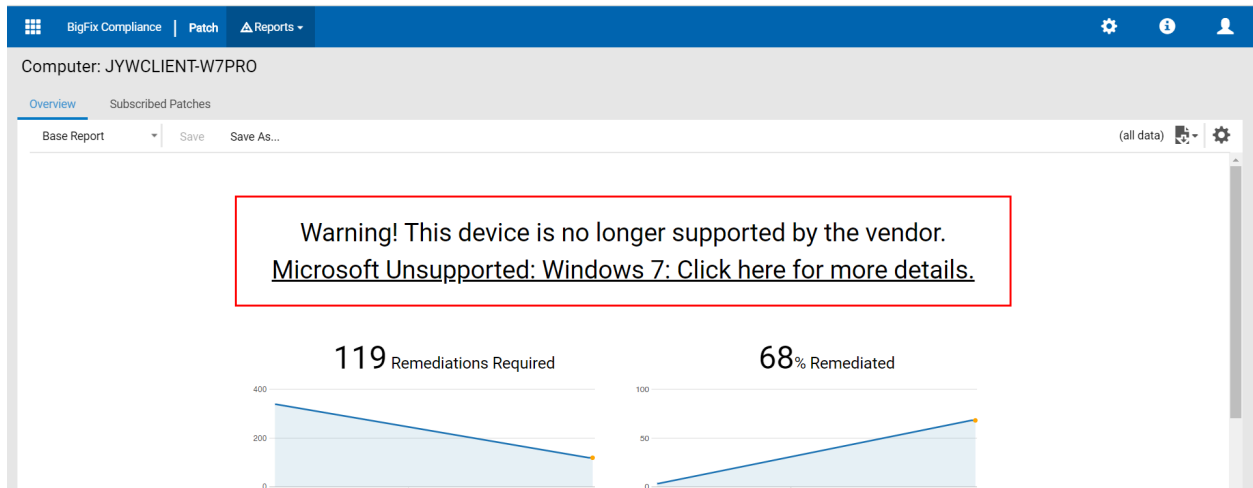 BigFix Compliance | Patch Reports
Computer: JYWCLIENT-W7PRO
Overview Subscribed Patches
Base Report Save Save As... (all data)
Warning! This device is no longer supported by the vendor.
Microsoft Unsupported: Windows 7: Click here for more details.
119 Remediations Required 68% Remediated
400 100
200 50
0 0